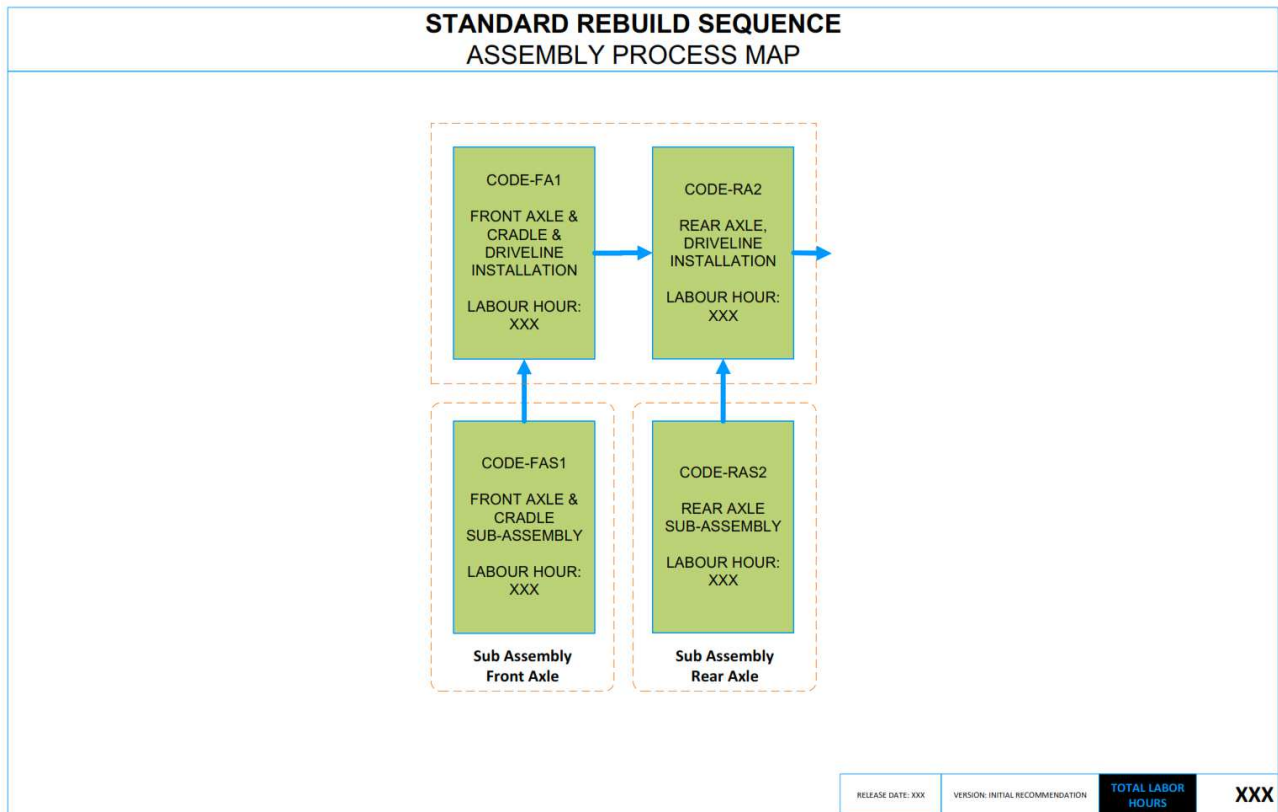 STANDARD REBUILD SEQUENCE
ASSEMBLY PROCESS MAP
CODE-FA1
FRONT AXLE &
CRADLE &
DRIVELINE
INSTALLATION
LABOUR HOUR:
XXX
CODE-RA2
REAR AXLE,
DRIVELINE
INSTALLATION
LABOUR HOUR:
XXX
CODE-FAS1
FRONT AXLE &
CRADLE
SUB-ASSEMBLY
LABOUR HOUR:
XXX
Sub Assembly
Front Axle
CODE-RAS2
REAR AXLE
SUB-ASSEMBLY
LABOUR HOUR:
XXX
Sub Assembly
Rear Axle
RELEASE DATE: XXX
VERSION: INITIAL RECOMMENDATION
TOTAL LABOR
HOURS
XXX